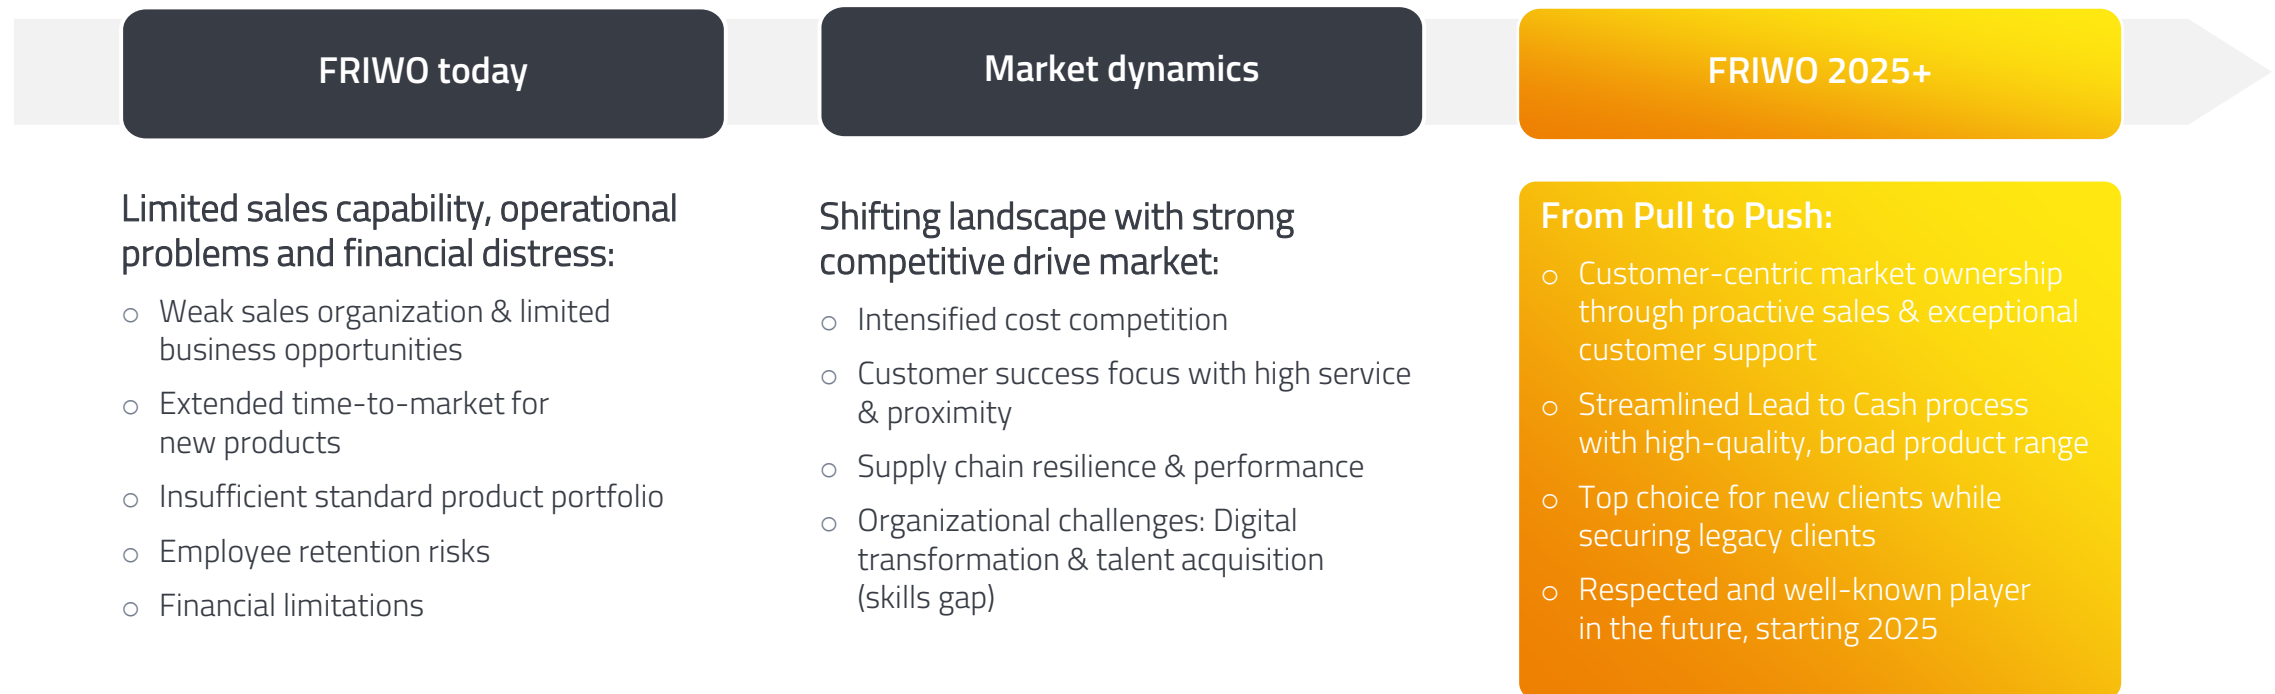 FRIWO today
Market dynamics
FRIWO 2025+
Limited sales capability, operational
problems and financial distress:
○ Weak sales organization & limited
business opportunities
○ Extended time-to-market for
new products
○ Insufficient standard product portfolio
○ Employee retention risks
○ Financial limitations
Shifting landscape with strong
competitive drive market:
○ Intensified cost competition
○ Customer success focus with high service
& proximity
○ Supply chain resilience & performance
○ Organizational challenges: Digital
transformation & talent acquisition
(skills gap)
From Pull to Push:
○ Customer-centric market ownership
through proactive sales & exceptional
customer support
○ Streamlined Lead to Cash process
with high-quality, broad product range
○ Top choice for new clients while
securing legacy clients
○ Respected and well-known player
in the future, starting 2025